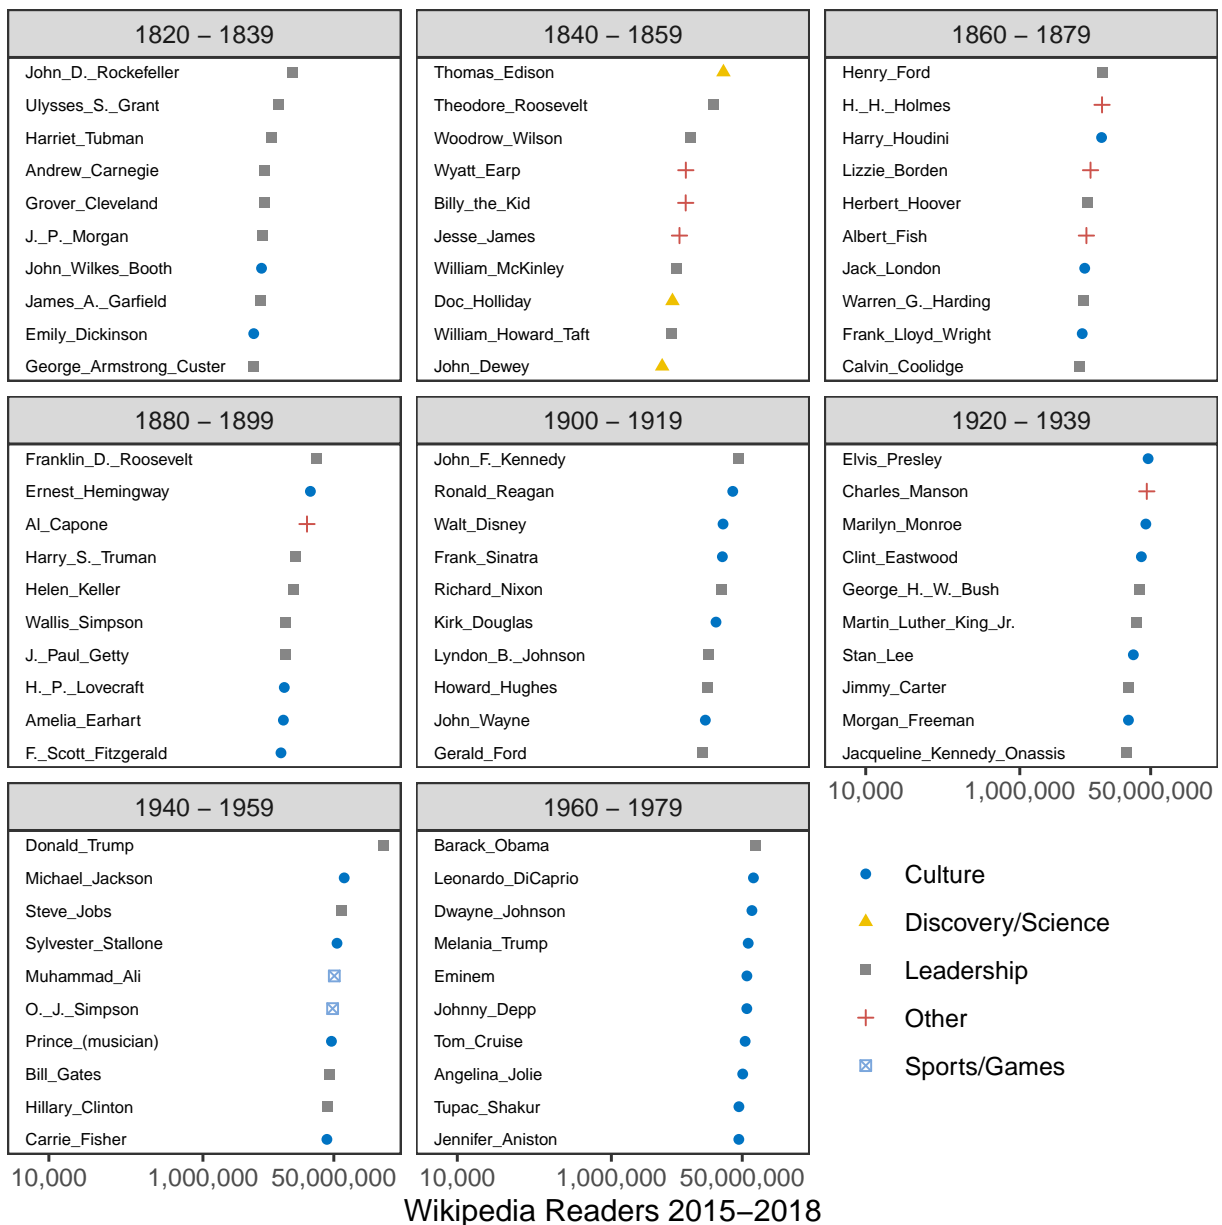 1820 – 1839
John_D._Rockefeller
Ulysses_S._Grant
Harriet_Tubman
Andrew_Carnegie
Grover_Cleveland
J._P._Morgan
John_Wilkes_Booth
James_A._Garfield
Emily_Dickinson
George_Armstrong_Custer
1840 – 1859
Thomas_Edison
Theodore_Roosevelt
Woodrow_Wilson
Wyatt_Earp
Billy_the_Kid
Jesse_James
William_McKinley
Doc_Holliday
William_Howard_Taft
John_Dewey
1860 – 1879
Henry_Ford
H._H._Holmes
Harry_Houdini
Lizzie_Borden
Herbert_Hoover
Albert_Fish
Jack_London
Warren_G._Harding
Frank_Lloyd_Wright
Calvin_Coolidge
1880 – 1899
Franklin_D._Roosevelt
Ernest_Hemingway
Al_Capone
Harry_S._Truman
Helen_Keller
Wallis_Simpson
J._Paul_Getty
H._P._Lovecraft
Amelia_Earhart
F._Scott_Fitzgerald
1900 – 1919
John_F._Kennedy
Ronald_Reagan
Walt_Disney
Frank_Sinatra
Richard_Nixon
Kirk_Douglas
Lyndon_B._Johnson
Howard_Hughes
John_Wayne
Gerald_Ford
1920 – 1939
Elvis_Presley
Charles_Manson
Marilyn_Monroe
Clint_Eastwood
George_H._W._Bush
Martin_Luther_King_Jr.
Stan_Lee
Jimmy_Carter
Morgan_Freeman
Jacqueline_Kennedy_Onassis
10,000 1,000,000 50,000,000
1940 – 1959
Donald_Trump
Michael_Jackson
Steve_Jobs
Sylvester_Stallone
Muhammad_Ali
O._J._Simpson
Prince_(musician)
Bill_Gates
Hillary_Clinton
Carrie_Fisher
10,000 1,000,000 50,000,000
1960 – 1979
Barack_Obama
Leonardo_DiCaprio
Dwayne_Johnson
Melania_Trump
Eminem
Johnny_Depp
Tom_Cruise
Angelina_Jolie
Tupac_Shakur
Jennifer_Aniston
10,000 1,000,000 50,000,000
Culture
Discovery/Science
Leadership
Other
Sports/Games
Wikipedia Readers 2015–2018